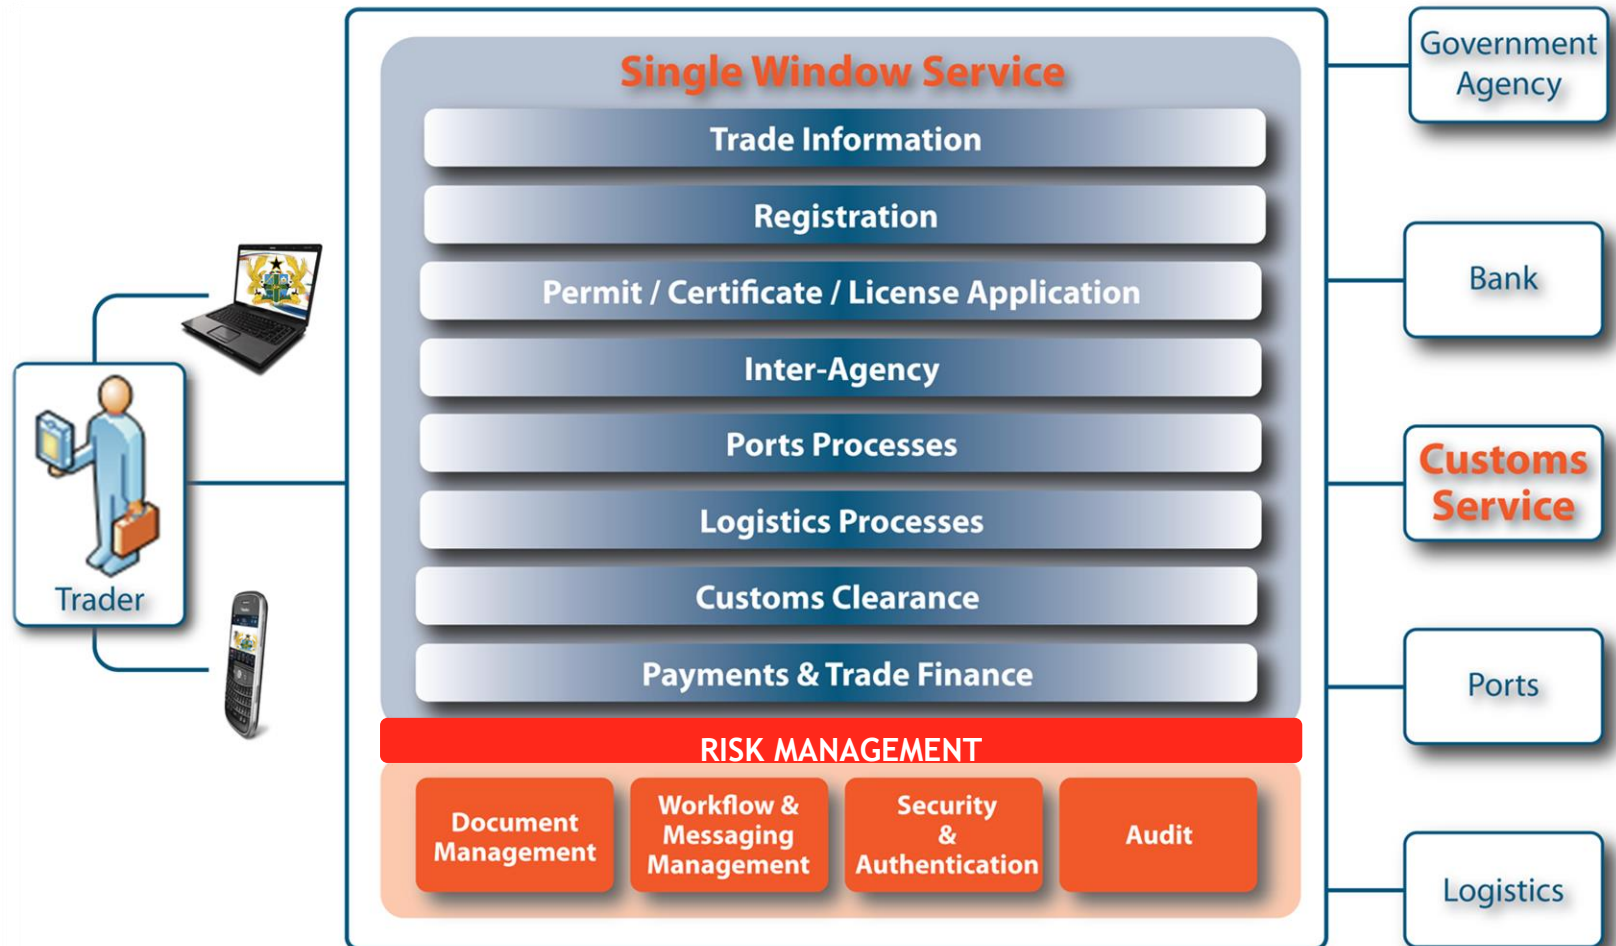 Single Window Service
Trade Information
Registration
Permit / Certificate / License Application
Inter-Agency
Ports Processes
Logistics Processes
Customs Clearance
Payments & Trade Finance
RISK MANAGEMENT
Document
Management
Workflow &
Messaging
Management
Security
&
Authentication
Audit
Trader
Government
Agency
Bank
Customs
Service
Ports
Logistics